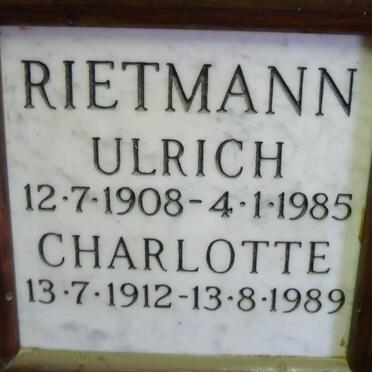 RIETMANN
ULRICH
12·7·1908-4·1·1985
CHARLOTTE
13·7·1912-13·8·1989